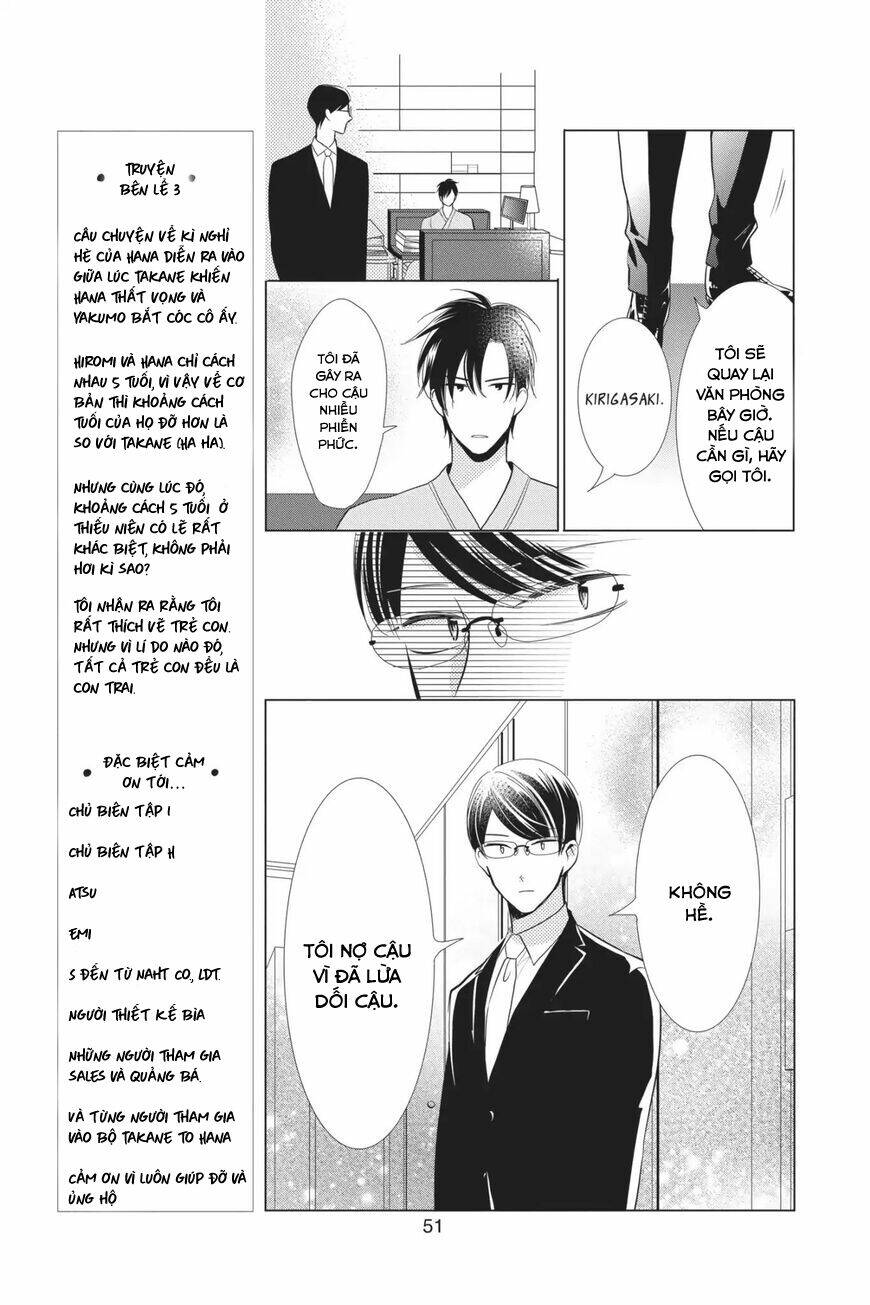 TRUYỆN
BÊN LỀ 3
CÂU CHUYỆN VỀ KÌ NGHỈ
HÈ CỦA HANA DIỄN RA VÀO
GIỮA LÚC TAKANE KHIẾN
HANA THẤT VỌNG VÀ
YAKUMO BẮT CÓC CÔ ẤY.
HIROMI VÀ HANA CHỈ CÁCH
NHAU 5 TUỔI, VÌ VẬY VỀ CƠ
BẢN THÌ KHOẢNG CÁCH
TUỔI CỦA HỌ ĐỠ HƠN LÀ
SO VỚI TAKANE (HA HA).
NHƯNG CÙNG LÚC ĐÓ,
KHOẢNG CÁCH 5 TUỔI Ở
THIẾU NIÊN CÓ LẼ RẤT
KHÁC BIỆT, KHÔNG PHẢI
HƠI KÌ SAO?
TÔI NHẬN RA RẰNG TÔI
RẤT THÍCH VẼ TRẺ CON.
NHƯNG VÌ LÍ DO NÀO ĐÓ,
TẤT CẢ TRẺ CON ĐỀU LÀ
CON TRAI.
ĐẶC BIỆT CẢM
ƠN TỚI...
CHỦ BIÊN TẬP I
CHỦ BIÊN TẬP H
ATSU
EMI
S ĐẾN TỪ NAHT CO., LDT.
NGƯỜI THIẾT KẾ BÌA
NHỮNG NGƯỜI THAM GIA
SALES VÀ QUẢNG BÁ.
VÀ TỪNG NGƯỜI THAM GIA
VÀO BỘ TAKANE TO HANA
CẢM ƠN VÌ LUÔN GIÚP ĐỠ VÀ
ỦNG HỘ
TÔI SẼ
QUAY LẠI
VĂN PHÒNG
BÂY GIỜ.
NẾU CẬU
CẦN GÌ, HÃY
GỌI TÔI.
KIRIGASAKI.
TÔI ĐÃ
GÂY RA
CHO CẬU
NHIỀU
PHIỀN
PHỨC.
KHÔNG
HỀ.
TÔI NỢ CẬU
VÌ ĐÃ LỪA
DỐI CẬU.
51